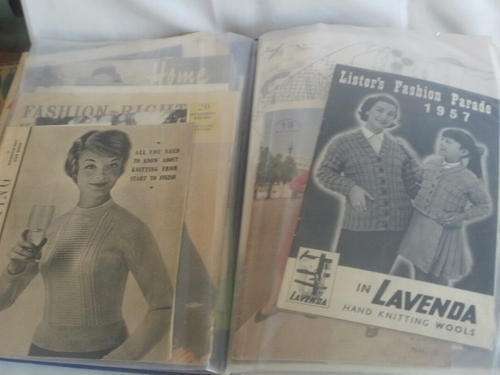 Home
FASHION-RIGHT
ALL YOU NEED
TO KNOW ABOUT
KNITTING FROM
START TO FINISH
Lister's Fashion Parade
1957
IN LAVENDA
HAND KNITTING WOOLS
LAVENDA